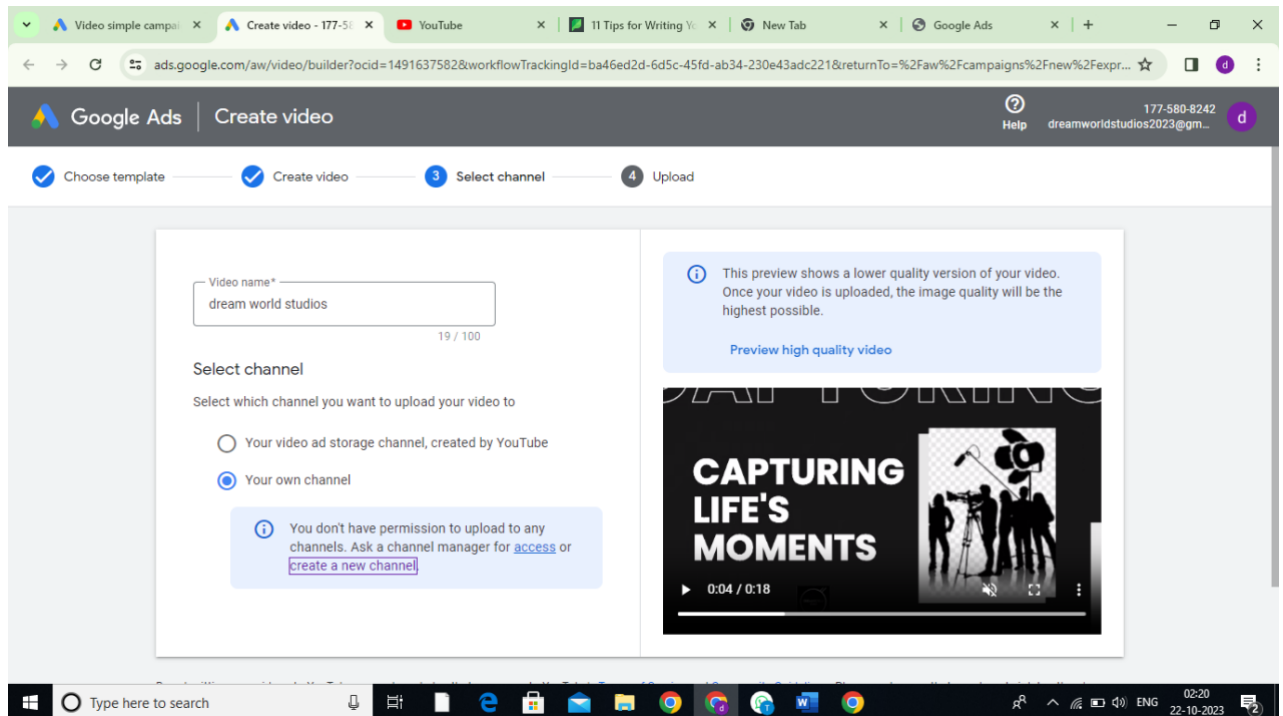 Video simple campai
Create video - 177-58
YouTube
11 Tips for Writing Yo
New Tab
Google Ads
ads.google.com/aw/video/builder?ocid=1491637582&workflowTrackingId=ba46ed2d-6d5c-45fd-ab34-230e43adc221&returnTo=%2Faw%2Fcampaigns%2Fnew%2Fexpr...
d
Google Ads
Create video
Help
177-580-8242
dreamworldstudios2023@gm...
d
Choose template
Create video
3 Select channel
4 Upload
Video name*
dream world studios
19 / 100
Select channel
Select which channel you want to upload your video to
Your video ad storage channel, created by YouTube
Your own channel
You don't have permission to upload to any
channels. Ask a channel manager for access or
create a new channel.
This preview shows a lower quality version of your video.
Once your video is uploaded, the image quality will be the
highest possible.
Preview high quality video
CAPTURING
LIFE'S
MOMENTS
0:04 / 0:18
Type here to search
ENG
02:20
22-10-2023
2